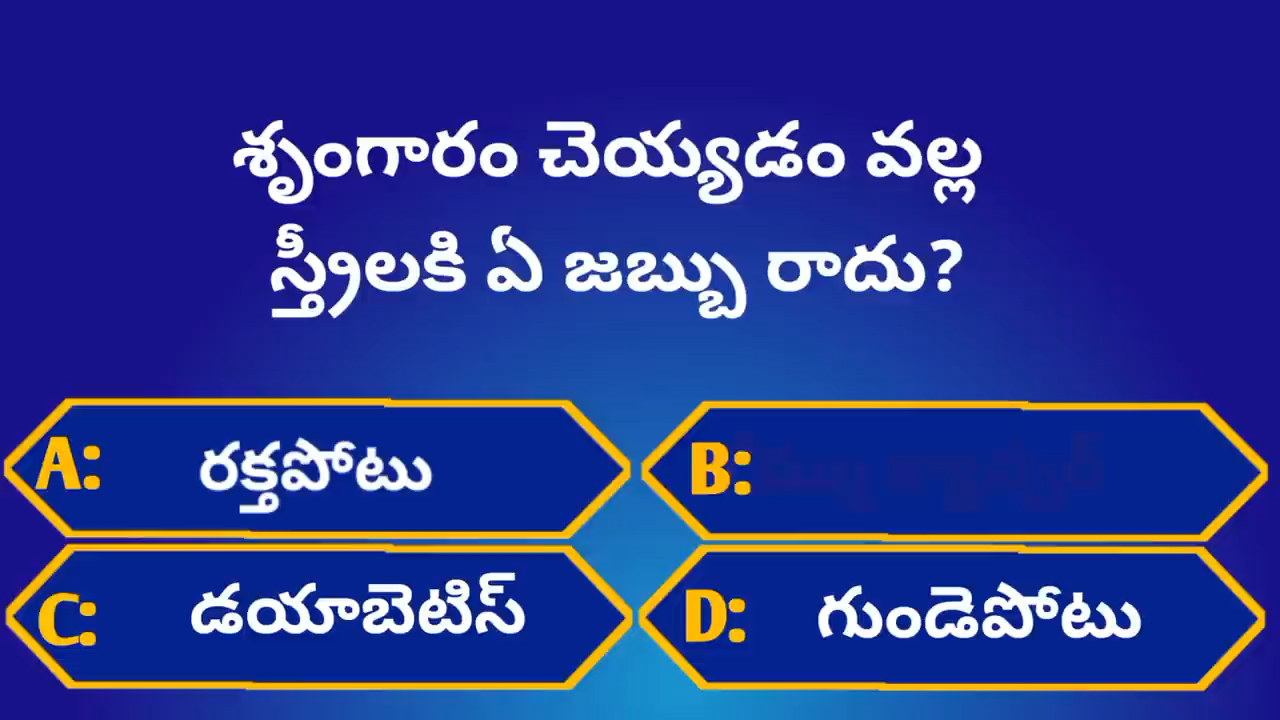 శృంగారం చెయ్యడం వల్ల
స్త్రీలకి ఏ జబ్బు రాదు?
A: రక్తపోటు
B:
C: డయాబెటిస్
D: గుండెపోటు